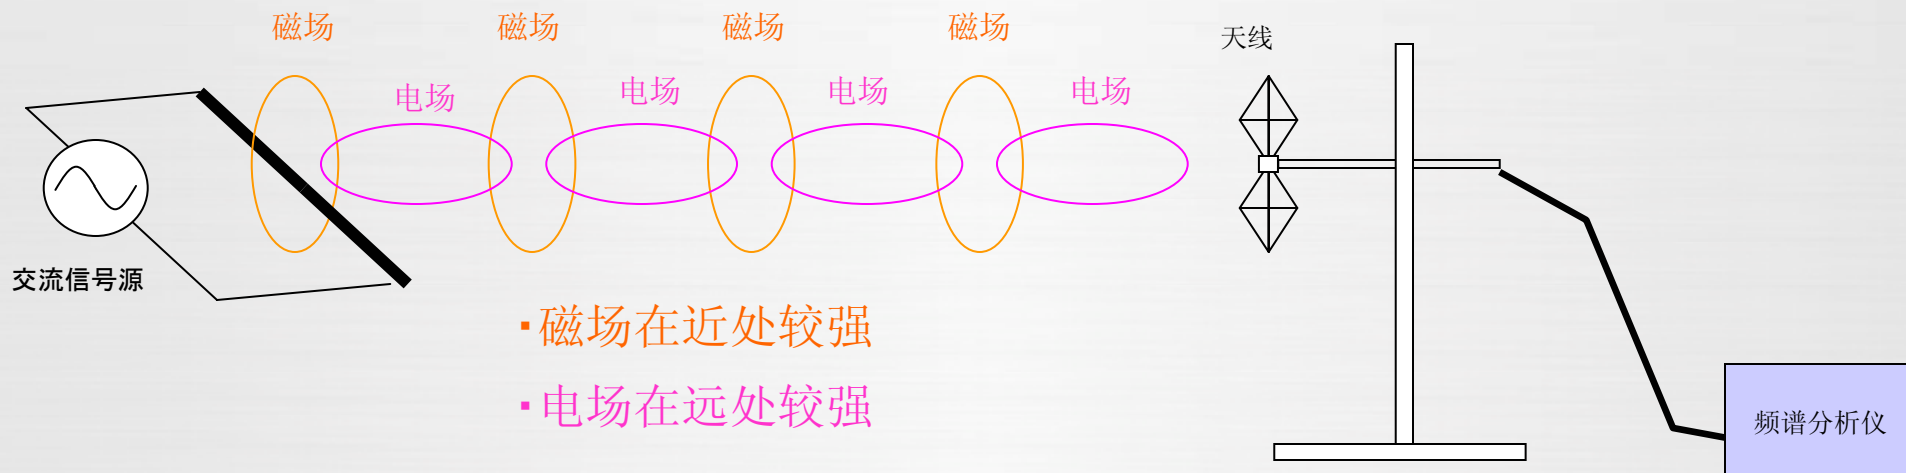 磁场
磁场
磁场
磁场
天线
电场
电场
电场
电场
交流信号源
▪磁场在近处较强
▪电场在远处较强
频谱分析仪